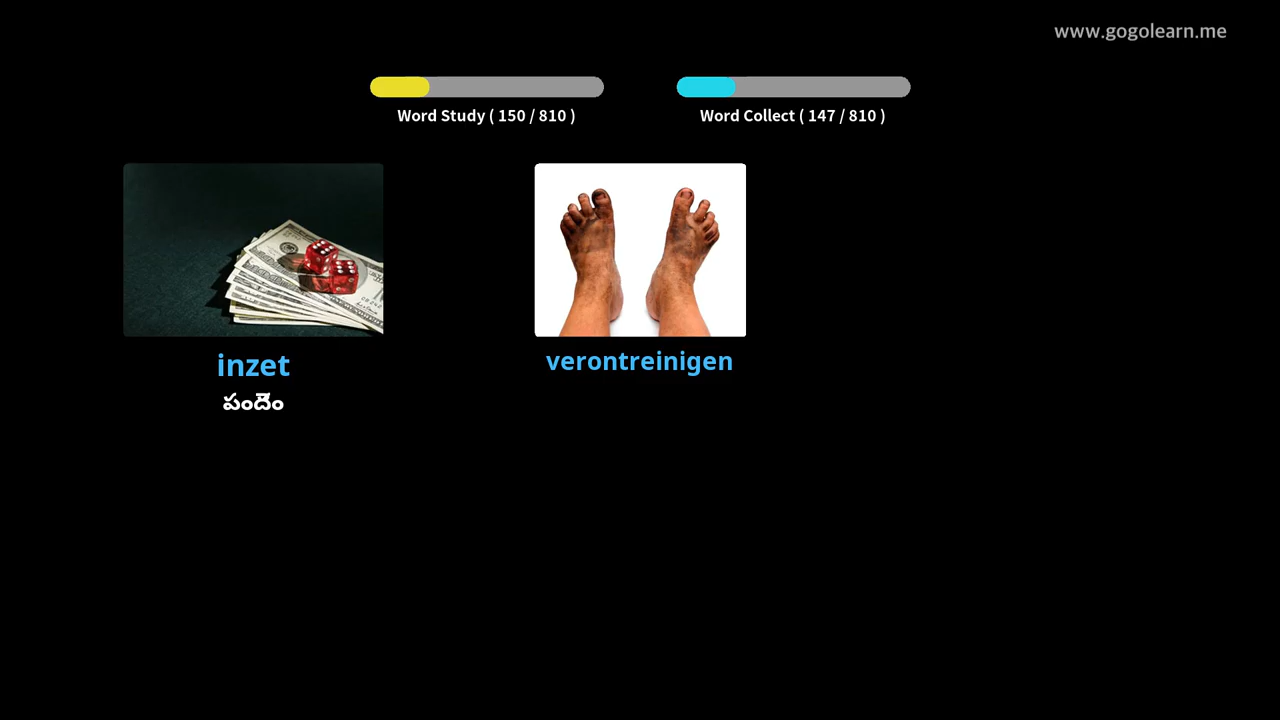 www.gogolearn.me
Word Study ( 150 / 810 )
Word Collect ( 147 / 810 )
inzet
పందెం
verontreinigen